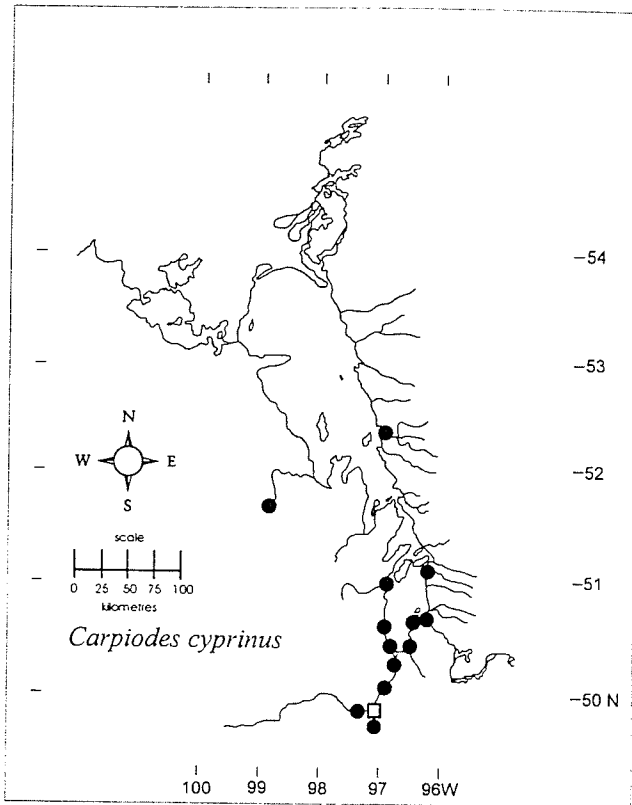 -54
-53
N
W E
-52
S
scale
0 25 50 75 100
kilometres
-51
Carpiodes cyprinus
-50 N
100 99 98 97 96W